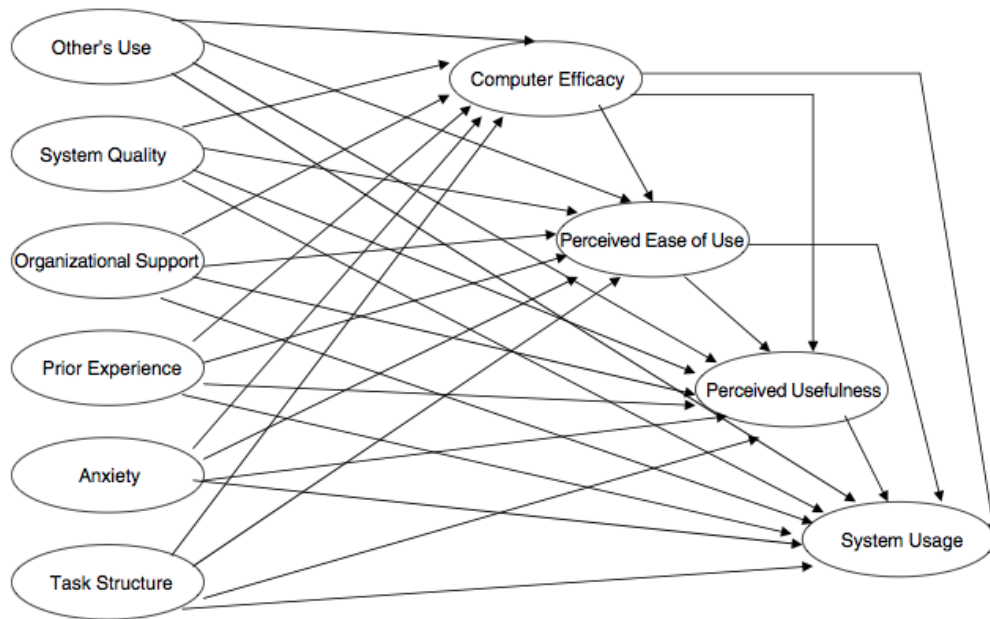 Other's Use
Computer Efficacy
System Quality
Perceived Ease of Use
Organizational Support
Prior Experience
Perceived Usefulness
Anxiety
System Usage
Task Structure